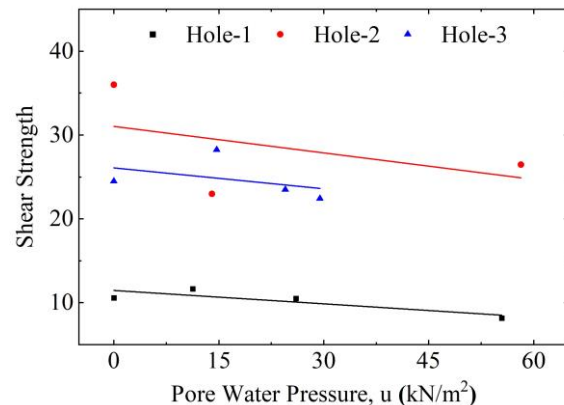 Hole-1 Hole-2 Hole-3
40
30
20
10
Shear Strength
0 15 30 45 60
Pore Water Pressure, u (kN/m²)